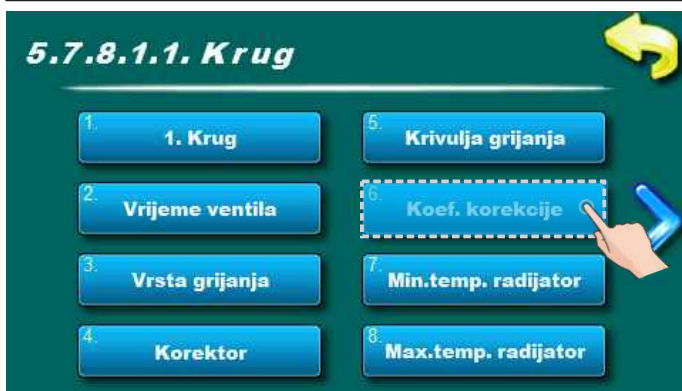 5.7.8.1.1. Krug
1. 1. Krug
2. Vrijeme ventila
3. Vrsta grijanja
4. Korektor
5. Krivulja grijanja
6. Koef. korekcije
7. Min.temp. radijator
8. Max.temp. radijator